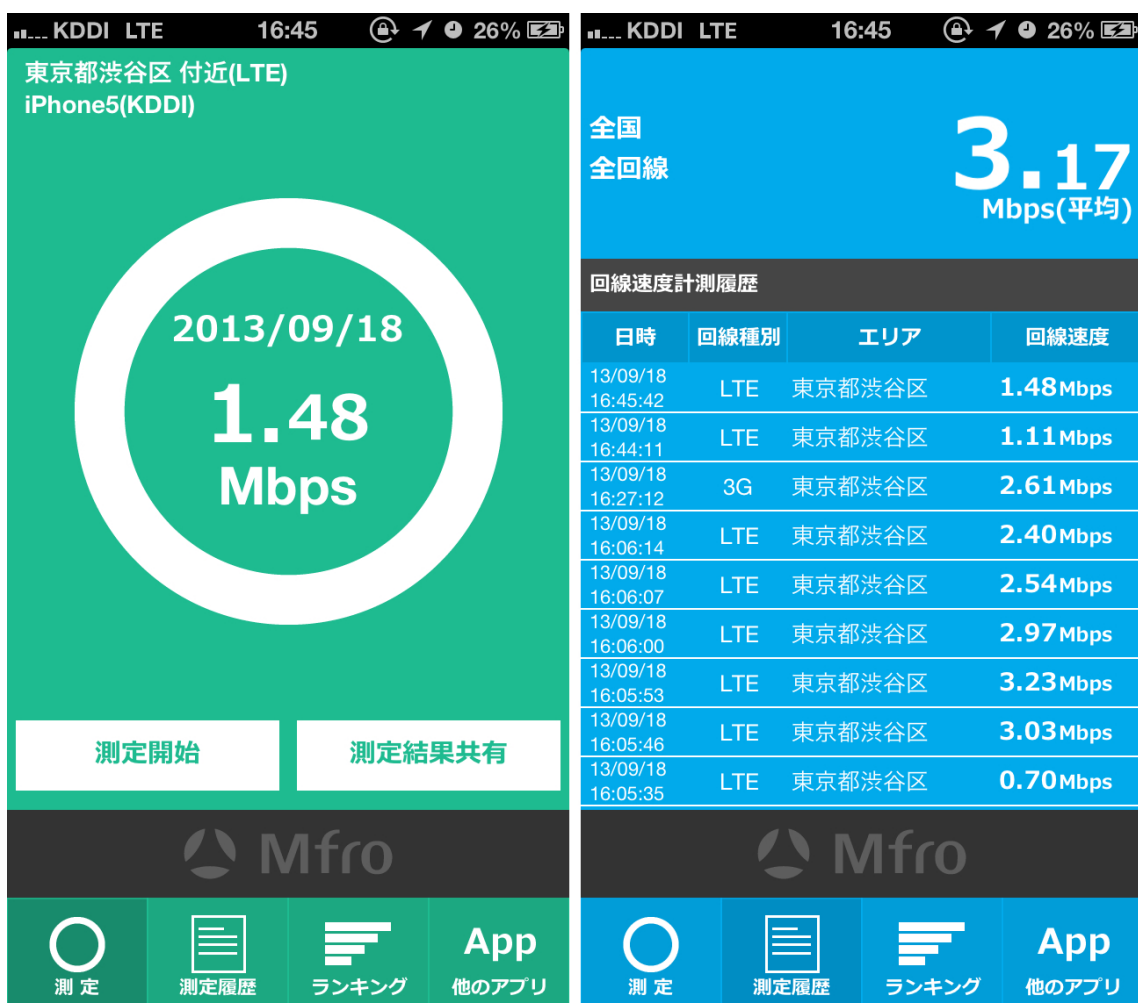 KDDI LTE 16:45 26%
東京都渋谷区 付近(LTE)
iPhone5(KDDI)
2013/09/18
1.48
Mbps
測定開始 測定結果共有
Mfro
App
測 定 測定履歴 ランキング 他のアプリ
KDDI LTE 16:45 26%
全国
全回線
3.17
Mbps(平均)
回線速度計測履歴
日時 回線種別 エリア 回線速度
13/09/18
16:45:42 LTE 東京都渋谷区 1.48Mbps
13/09/18
16:44:11 LTE 東京都渋谷区 1.11Mbps
13/09/18
16:27:12 3G 東京都渋谷区 2.61Mbps
13/09/18
16:06:14 LTE 東京都渋谷区 2.40Mbps
13/09/18
16:06:07 LTE 東京都渋谷区 2.54Mbps
13/09/18
16:06:00 LTE 東京都渋谷区 2.97Mbps
13/09/18
16:05:53 LTE 東京都渋谷区 3.23Mbps
13/09/18
16:05:46 LTE 東京都渋谷区 3.03Mbps
13/09/18
16:05:35 LTE 東京都渋谷区 0.70Mbps
Mfro
App
測 定 測定履歴 ランキング 他のアプリ